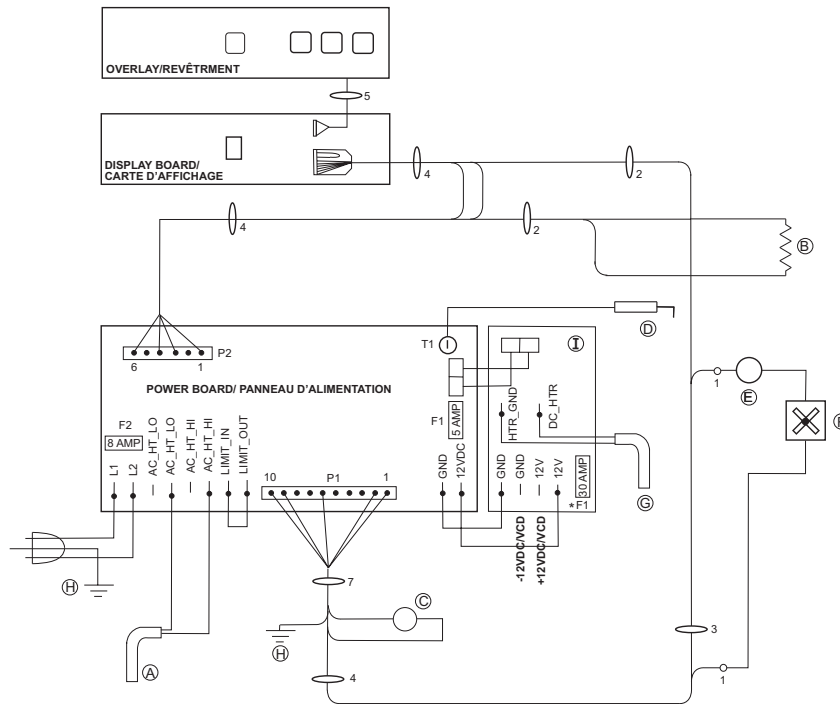 OVERLAY/REVÊTRMENT
5
DISPLAY BOARD/
CARTE D'AFFICHAGE
4
2
4
2
B
D
T1
I
6
1
P2
E
1
F
POWER BOARD/ PANNEAU D'ALIMENTATION
F2
8 AMP
L1
L2
AC_HT_LO
AC_HT_LO
AC_HT_HI
AC_HT_HI
LIMIT_IN
LIMIT_OUT
10
P1
1
F1
5 AMP
GND
12VDC
HTR_GND
DC_HTR
GND
GND
12V
12V
30 AMP
*F1
G
-12VDC/VCD
+12VDC/VCD
H
7
C
H
A
4
3
1